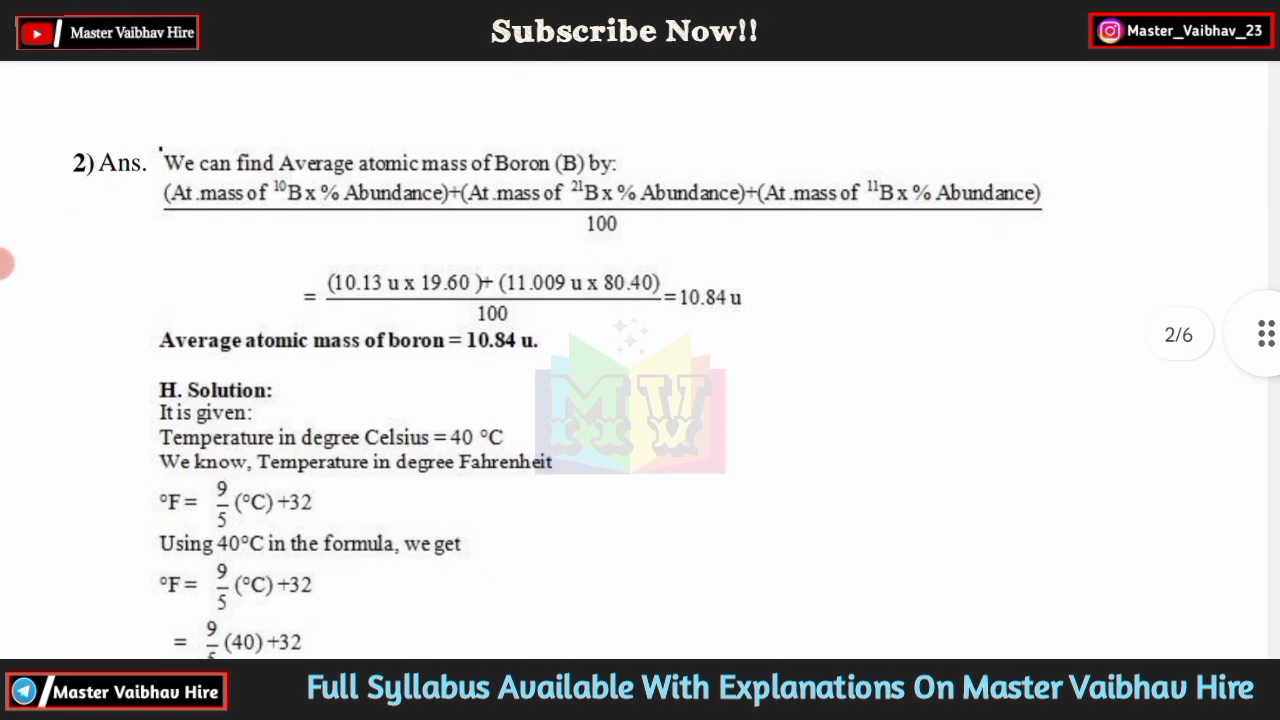 Master Vaibhav Hire
Subscribe Now!!
Master_Vaibhav_23
2) Ans. We can find Average atomic mass of Boron (B) by:
(At .mass of ¹⁰B x % Abundance)+(At .mass of ²¹B x % Abundance)+(At .mass of ¹¹B x % Abundance)
100
= (10.13 u x 19.60 )+ (11.009 u x 80.40) = 10.84 u
100
Average atomic mass of boron = 10.84 u.
MV
H. Solution:
It is given:
Temperature in degree Celsius = 40 °C
We know, Temperature in degree Fahrenheit
°F = 9/5 (°C) +32
Using 40°C in the formula, we get
°F = 9/5 (°C) +32
= 9/5 (40) +32
2/6
Master Vaibhav Hire
Full Syllabus Available With Explanations On Master Vaibhav Hire